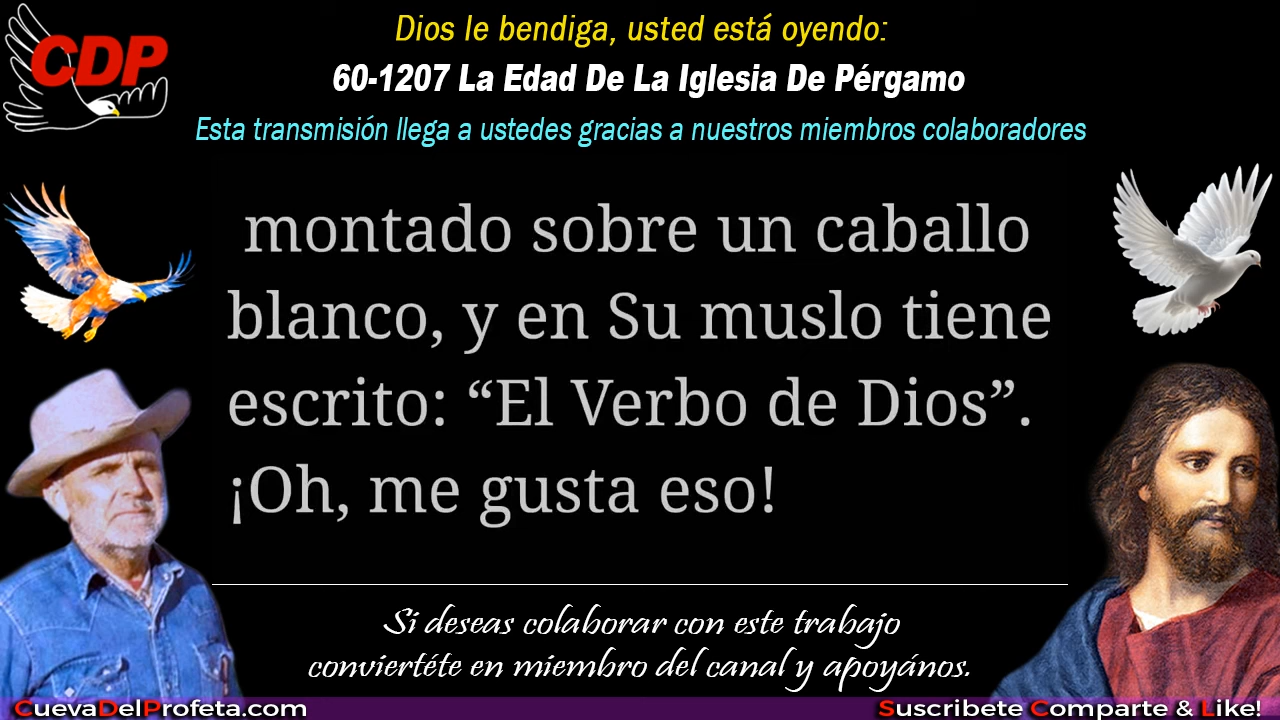 CDP
Dios le bendiga, usted está oyendo:
60-1207 La Edad De La Iglesia De Pérgamo
Esta transmisión llega a ustedes gracias a nuestros miembros colaboradores
montado sobre un caballo
blanco, y en Su muslo tiene
escrito: “El Verbo de Dios”.
¡Oh, me gusta eso!
Si deseas colaborar con este trabajo
conviertéte en miembro del canal y apoyános.
CuevaDelProfeta.com
Suscribete Comparte & Like!